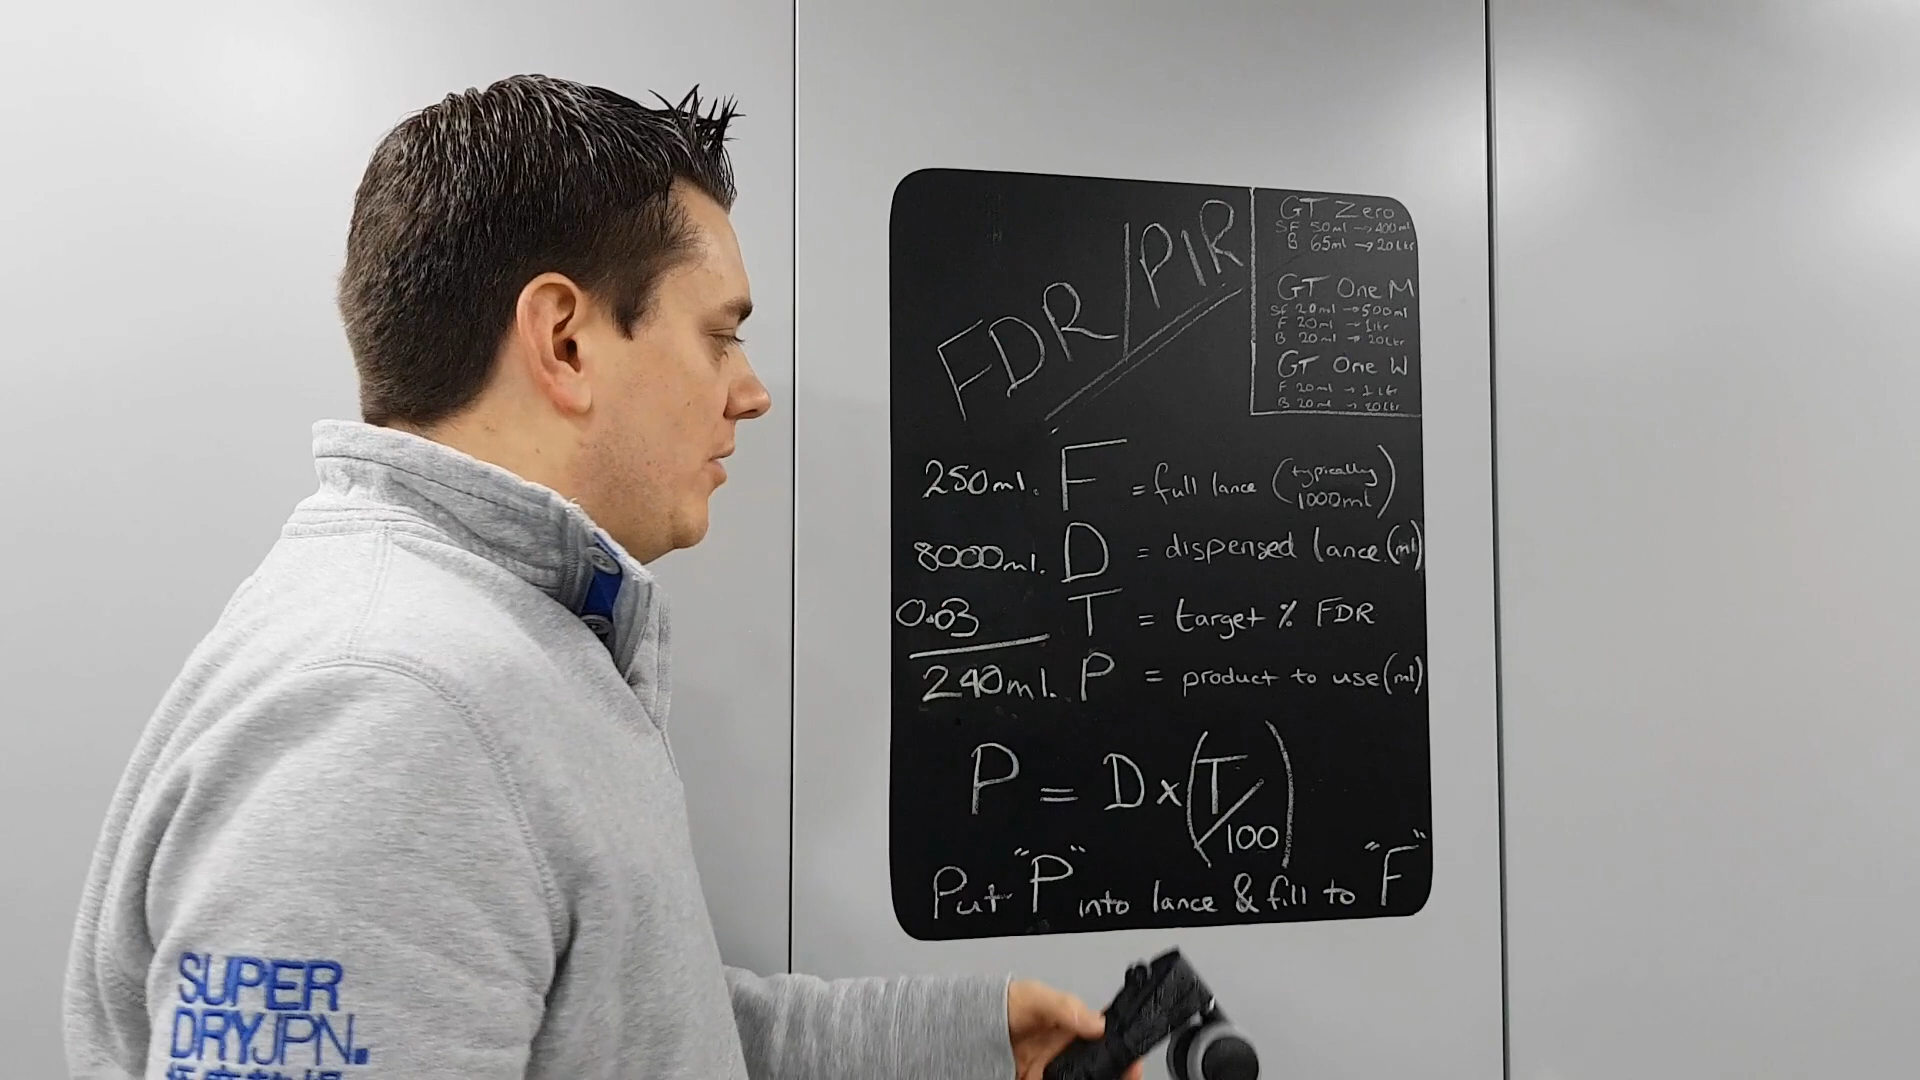 FDR/PIR
GT Zero
SF 50ml → 400ml
B 65ml → 20Ltr
GT One M
SF 20ml → 500ml
F 20ml → 1Ltr
B 20ml → 20Ltr
GT One W
F 20ml → 1Ltr
B 20ml → 20Ltr
250ml. F = full lance (typically 1000ml)
8000ml. D = dispensed lance (ml)
0.03 T = target % FDR
240ml. P = product to use (ml)
P = D x (T/100)
Put "P" into lance & fill to "F"
SUPER
DRYJPN.